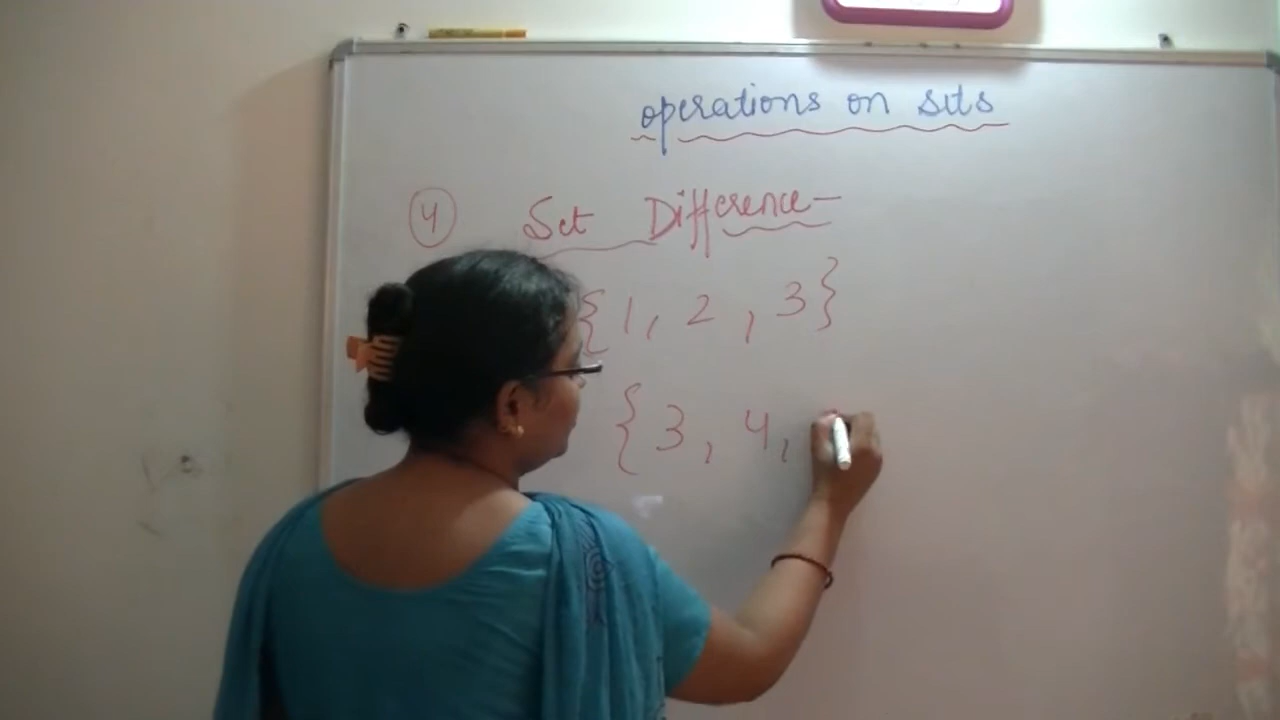 operations on sets
4 Set Difference-
{1, 2, 3}
{3, 4,